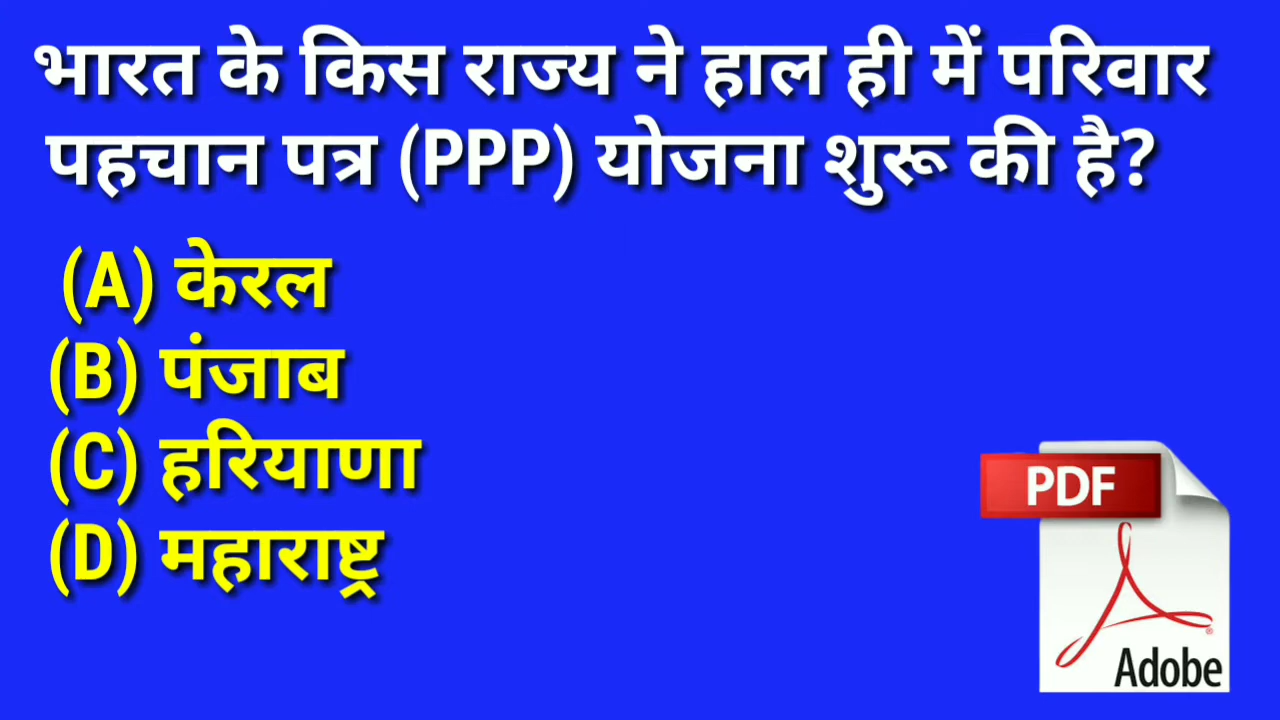 भारत के किस राज्य ने हाल ही में परिवार
पहचान पत्र (PPP) योजना शुरू की है?
(A) केरल
(B) पंजाब
(C) हरियाणा
(D) महाराष्ट्र
PDF
Adobe